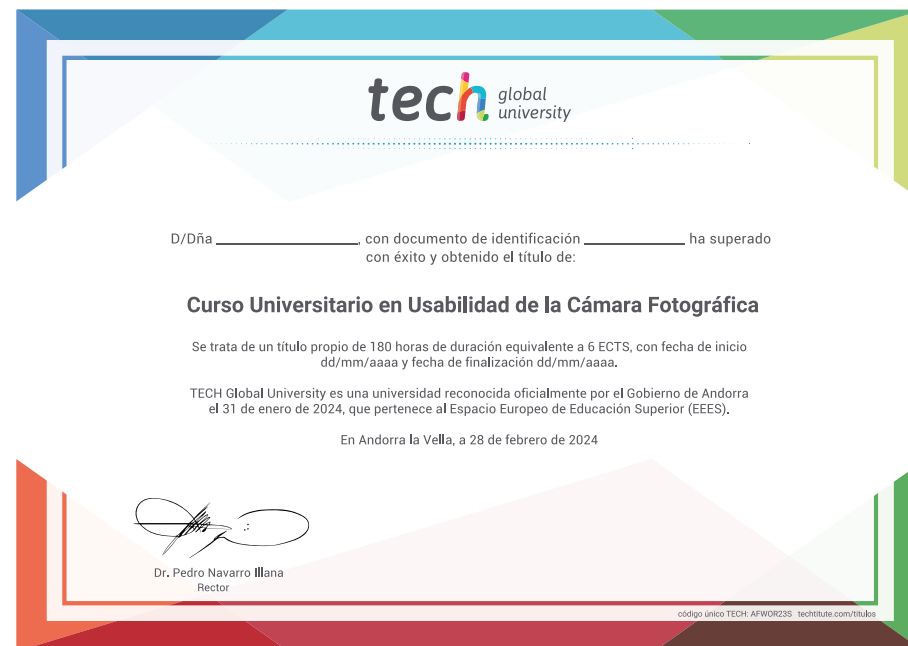 tech global university
D/Dña ____________________, con documento de identificación ______________ ha superado
con éxito y obtenido el título de:
Curso Universitario en Usabilidad de la Cámara Fotográfica
Se trata de un título propio de 180 horas de duración equivalente a 6 ECTS, con fecha de inicio
dd/mm/aaaa y fecha de finalización dd/mm/aaaa.
TECH Global University es una universidad reconocida oficialmente por el Gobierno de Andorra
el 31 de enero de 2024, que pertenece al Espacio Europeo de Educación Superior (EEES).
En Andorra la Vella, a 28 de febrero de 2024
Dr. Pedro Navarro Illana
Rector
código único TECH: AFWOR23S techtitute.com/titulos